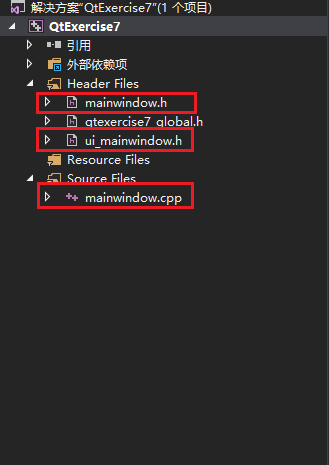 解决方案“QtExercise7”(1 个项目)
QtExercise7
引用
外部依赖项
Header Files
mainwindow.h
qtexercise7_global.h
ui_mainwindow.h
Resource Files
Source Files
mainwindow.cpp